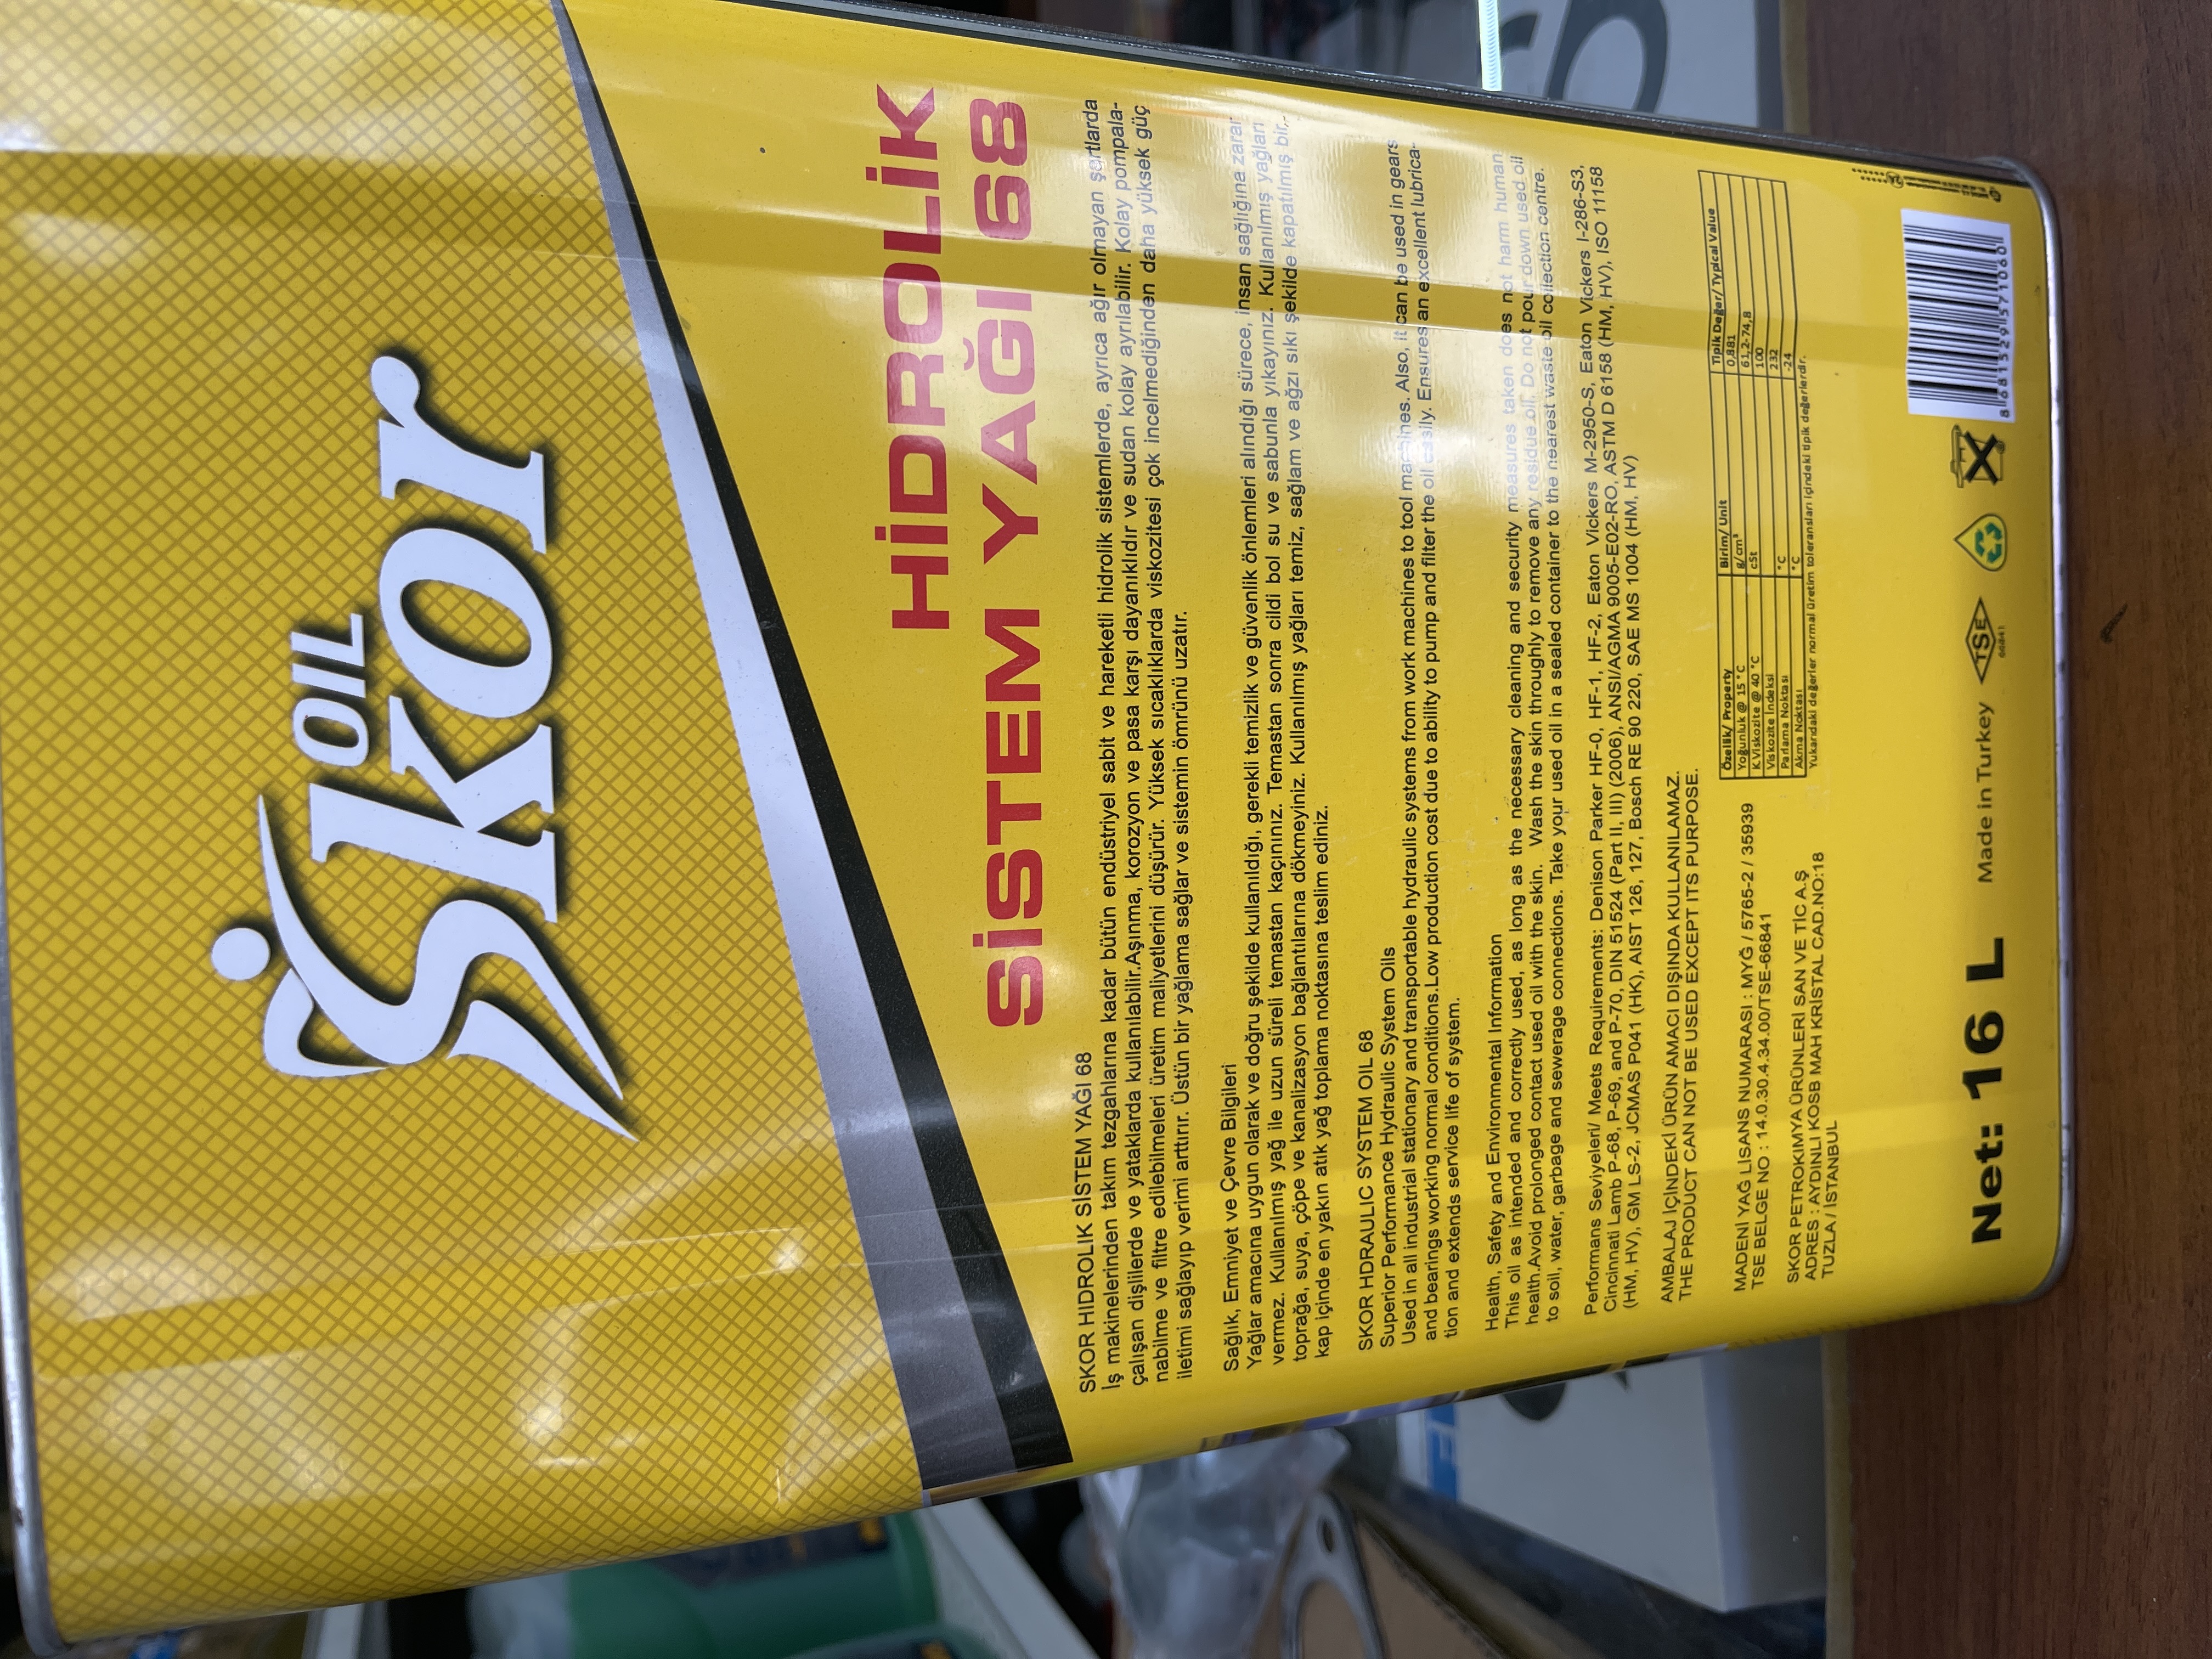 OIL
Skor
HİDROLİK
SİSTEM YAĞI 68
SKOR HIDROLIK SİSTEM YAĞI 68
İş makinelerinden takım tezgahlarına kadar bütün endüstriyel sabit ve hareketli hidrolik sistemlerde, ayrıca ağır olmayan şartlarda
çalışan dişlilerde ve yataklarda kullanılabilir.Aşınma, korozyon ve pasa karşı dayanıklıdır ve sudan kolay ayrılabilir. Kolay pompala-
nabilme ve filtre edilebilmeleri üretim maliyetlerini düşürür. Yüksek sıcaklıklarda viskozitesi çok incelmediğinden daha yüksek güç
iletimi sağlayıp verimi arttırır. Üstün bir yağlama sağlar ve sistemin ömrünü uzatır.
Sağlık, Emniyet ve Çevre Bilgileri
Yağlar amacına uygun olarak ve doğru şekilde kullanıldığı, gerekli temizlik ve güvenlik önlemleri alındığı sürece, insan sağlığına zarar
vermez. Kullanılmış yağ ile uzun süreli temastan kaçınınız. Temastan sonra cildi bol su ve sabunla yıkayınız. Kullanılmış yağları
toprağa, suya, çöpe ve kanalizasyon bağlantılarına dökmeyiniz. Kullanılmış yağları temiz, sağlam ve ağzı sıkı şekilde kapatılmış bir,
kap içinde en yakın atık yağ toplama noktasına teslim ediniz.
SKOR HDRAULIC SYSTEM OIL 68
Superior Performance Hydraulic System Oils
Used in all industrial stationary and transportable hydraulic systems from work machines to tool machines. Also, it can be used in gears
and bearings working normal conditions.Low production cost due to ability to pump and filter the oil easily. Ensures an excellent lubrica-
tion and extends service life of system.
Health, Safety and Environmental Information
This oil as intended and correctly used, as long as the necessary cleaning and security measures taken does not harm human
health.Avoid prolonged contact used oil with the skin. Wash the skin throughly to remove any residue oil. Do not pour down used oil
to soil, water, garbage and sewerage connections. Take your used oil in a sealed container to the nearest waste oil collection centre.
Performans Seviyeleri/ Meets Requirements: Denison Parker HF-0, HF-1, HF-2, Eaton Vickers M-2950-S, Eaton Vickers I-286-S3,
Cincinnati Lamb P-68, P-69, and P-70, DIN 51524 (Part II, III) (2006), ANSI/AGMA 9005-E02-RO, ASTM D 6158 (HM, HV), ISO 11158
(HM, HV), GM LS-2, JCMAS P041 (HK), AIST 126, 127, Bosch RE 90 220, SAE MS 1004 (HM, HV)
AMBALAJ İÇİNDEKİ ÜRÜN AMACI DIŞINDA KULLANILAMAZ.
THE PRODUCT CAN NOT BE USED EXCEPT ITS PURPOSE.
MADENİ YAĞ LİSANS NUMARASI : MYĞ / 5765-2 / 35939
TSE BELGE NO : 14.0.30.4.34.00/TSE-66841
SKOR PETROKIMYA ÜRÜNLERİ SAN VE TİC A.Ş
ADRES : AYDINLI KOSB MAH KRİSTAL CAD.NO:18
TUZLA / İSTANBUL
Özellik/ Property Birim/ Unit Tipik Değer/ Typical Value
Yoğunluk @ 15 °C g/cm³ 0,881
K.Viskozite @ 40 °C cSt 61,2-74,8
Viskozite İndeksi 100
Parlama Noktası °C 232
Akma Noktası °C -24
Yukarıdaki değerler normal üretim toleransları içindeki tipik değerlerdir.
Net: 16 L
Made in Turkey
TSE
66841
8681529571060